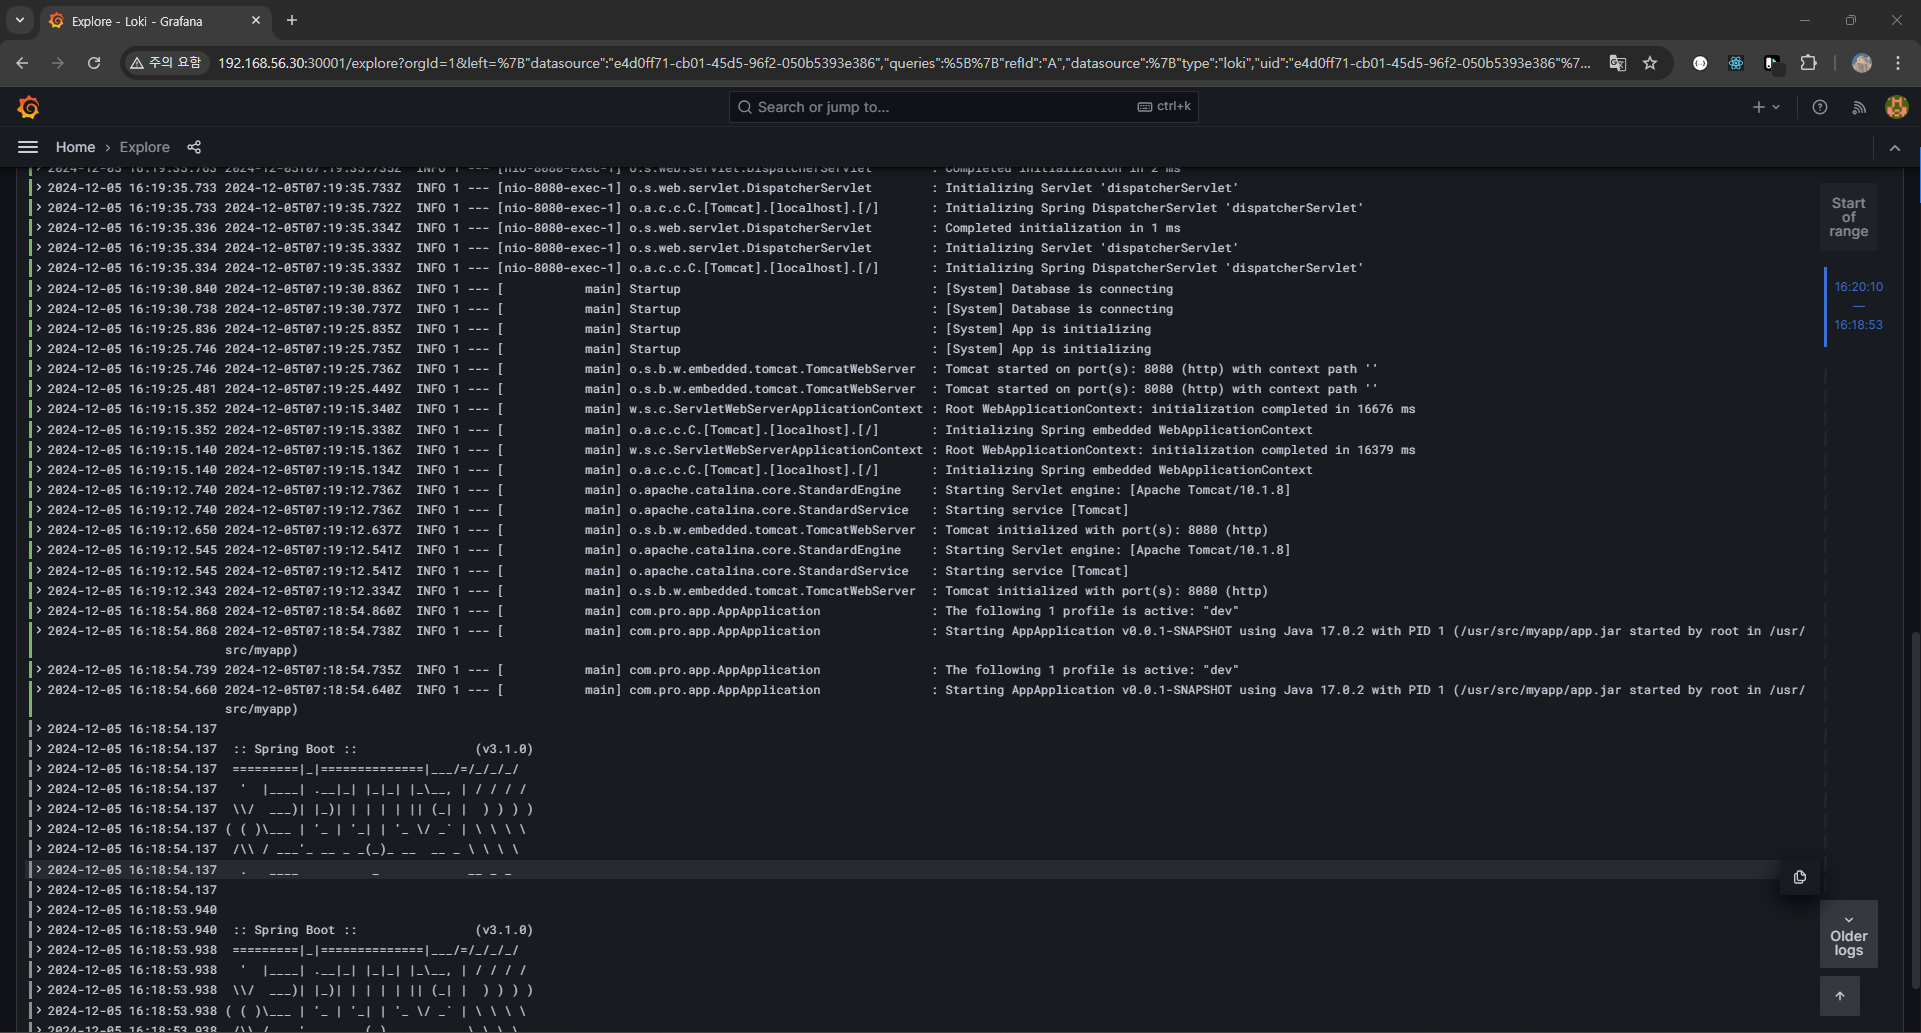 Explore - Loki - Grafana
주의 요함
192.168.56.30:30001/explore?orgId=1&left=%7B"datasource":"e4d0ff71-cb01-45d5-96f2-050b5393e386","queries":%5B%7B"refId":"A","datasource":%7B"type":"loki","uid":"e4d0ff71-cb01-45d5-96f2-050b5393e386"%7...
Search or jump to...
ctrl+k
Home
Explore
2024-12-05 16:19:35.733 2024-12-05T07:19:35.733Z  INFO 1 --- [nio-8080-exec-1] o.s.web.servlet.DispatcherServlet        : Initializing Servlet 'dispatcherServlet'
2024-12-05 16:19:35.733 2024-12-05T07:19:35.732Z  INFO 1 --- [nio-8080-exec-1] o.a.c.c.C.[Tomcat].[localhost].[/]       : Initializing Spring DispatcherServlet 'dispatcherServlet'
2024-12-05 16:19:35.336 2024-12-05T07:19:35.334Z  INFO 1 --- [nio-8080-exec-1] o.s.web.servlet.DispatcherServlet        : Completed initialization in 1 ms
2024-12-05 16:19:35.334 2024-12-05T07:19:35.333Z  INFO 1 --- [nio-8080-exec-1] o.s.web.servlet.DispatcherServlet        : Initializing Servlet 'dispatcherServlet'
2024-12-05 16:19:35.334 2024-12-05T07:19:35.333Z  INFO 1 --- [nio-8080-exec-1] o.a.c.c.C.[Tomcat].[localhost].[/]       : Initializing Spring DispatcherServlet 'dispatcherServlet'
2024-12-05 16:19:30.840 2024-12-05T07:19:30.836Z  INFO 1 --- [           main] Startup                                  : [System] Database is connecting
2024-12-05 16:19:30.738 2024-12-05T07:19:30.737Z  INFO 1 --- [           main] Startup                                  : [System] Database is connecting
2024-12-05 16:19:25.836 2024-12-05T07:19:25.835Z  INFO 1 --- [           main] Startup                                  : [System] App is initializing
2024-12-05 16:19:25.746 2024-12-05T07:19:25.735Z  INFO 1 --- [           main] Startup                                  : [System] App is initializing
2024-12-05 16:19:25.746 2024-12-05T07:19:25.736Z  INFO 1 --- [           main] o.s.b.w.embedded.tomcat.TomcatWebServer  : Tomcat started on port(s): 8080 (http) with context path ''
2024-12-05 16:19:25.481 2024-12-05T07:19:25.449Z  INFO 1 --- [           main] o.s.b.w.embedded.tomcat.TomcatWebServer  : Tomcat started on port(s): 8080 (http) with context path ''
2024-12-05 16:19:15.352 2024-12-05T07:19:15.340Z  INFO 1 --- [           main] w.s.c.ServletWebServerApplicationContext : Root WebApplicationContext: initialization completed in 16676 ms
2024-12-05 16:19:15.352 2024-12-05T07:19:15.338Z  INFO 1 --- [           main] o.a.c.c.C.[Tomcat].[localhost].[/]       : Initializing Spring embedded WebApplicationContext
2024-12-05 16:19:15.140 2024-12-05T07:19:15.136Z  INFO 1 --- [           main] w.s.c.ServletWebServerApplicationContext : Root WebApplicationContext: initialization completed in 16379 ms
2024-12-05 16:19:15.140 2024-12-05T07:19:15.134Z  INFO 1 --- [           main] o.a.c.c.C.[Tomcat].[localhost].[/]       : Initializing Spring embedded WebApplicationContext
2024-12-05 16:19:12.740 2024-12-05T07:19:12.736Z  INFO 1 --- [           main] o.apache.catalina.core.StandardEngine    : Starting Servlet engine: [Apache Tomcat/10.1.8]
2024-12-05 16:19:12.740 2024-12-05T07:19:12.736Z  INFO 1 --- [           main] o.apache.catalina.core.StandardService   : Starting service [Tomcat]
2024-12-05 16:19:12.650 2024-12-05T07:19:12.637Z  INFO 1 --- [           main] o.s.b.w.embedded.tomcat.TomcatWebServer  : Tomcat initialized with port(s): 8080 (http)
2024-12-05 16:19:12.545 2024-12-05T07:19:12.541Z  INFO 1 --- [           main] o.apache.catalina.core.StandardEngine    : Starting Servlet engine: [Apache Tomcat/10.1.8]
2024-12-05 16:19:12.545 2024-12-05T07:19:12.541Z  INFO 1 --- [           main] o.apache.catalina.core.StandardService   : Starting service [Tomcat]
2024-12-05 16:19:12.343 2024-12-05T07:19:12.334Z  INFO 1 --- [           main] o.s.b.w.embedded.tomcat.TomcatWebServer  : Tomcat initialized with port(s): 8080 (http)
2024-12-05 16:18:54.868 2024-12-05T07:18:54.860Z  INFO 1 --- [           main] com.pro.app.AppApplication               : The following 1 profile is active: "dev"
2024-12-05 16:18:54.868 2024-12-05T07:18:54.738Z  INFO 1 --- [           main] com.pro.app.AppApplication               : Starting AppApplication v0.0.1-SNAPSHOT using Java 17.0.2 with PID 1 (/usr/src/myapp/app.jar started by root in /usr/
src/myapp)
2024-12-05 16:18:54.739 2024-12-05T07:18:54.735Z  INFO 1 --- [           main] com.pro.app.AppApplication               : The following 1 profile is active: "dev"
2024-12-05 16:18:54.660 2024-12-05T07:18:54.640Z  INFO 1 --- [           main] com.pro.app.AppApplication               : Starting AppApplication v0.0.1-SNAPSHOT using Java 17.0.2 with PID 1 (/usr/src/myapp/app.jar started by root in /usr/
src/myapp)
2024-12-05 16:18:54.137
2024-12-05 16:18:54.137  :: Spring Boot ::                (v3.1.0)
2024-12-05 16:18:54.137  =========|_|==============|___/=/_/_/_/
2024-12-05 16:18:54.137   '  |____| .__|_| |_|_| |_\__, | / / / /
2024-12-05 16:18:54.137  \\/  ___)| |_)| | | | | || (_| |  ) ) ) )
2024-12-05 16:18:54.137 ( ( )\___ | '_ | '_| | '_ \/ _` | \ \ \ \
2024-12-05 16:18:54.137  /\\ / ___'_ __ _ _(_)_ __  __ _ \ \ \ \
2024-12-05 16:18:54.137   .   ____          _            __ _ _
2024-12-05 16:18:54.137
2024-12-05 16:18:53.940
2024-12-05 16:18:53.940  :: Spring Boot ::                (v3.1.0)
2024-12-05 16:18:53.938  =========|_|==============|___/=/_/_/_/
2024-12-05 16:18:53.938   '  |____| .__|_| |_|_| |_\__, | / / / /
2024-12-05 16:18:53.938  \\/  ___)| |_)| | | | | || (_| |  ) ) ) )
2024-12-05 16:18:53.938 ( ( )\___ | '_ | '_| | '_ \/ _` | \ \ \ \
Start
of
range
16:20:10
—
16:18:53
Older
logs